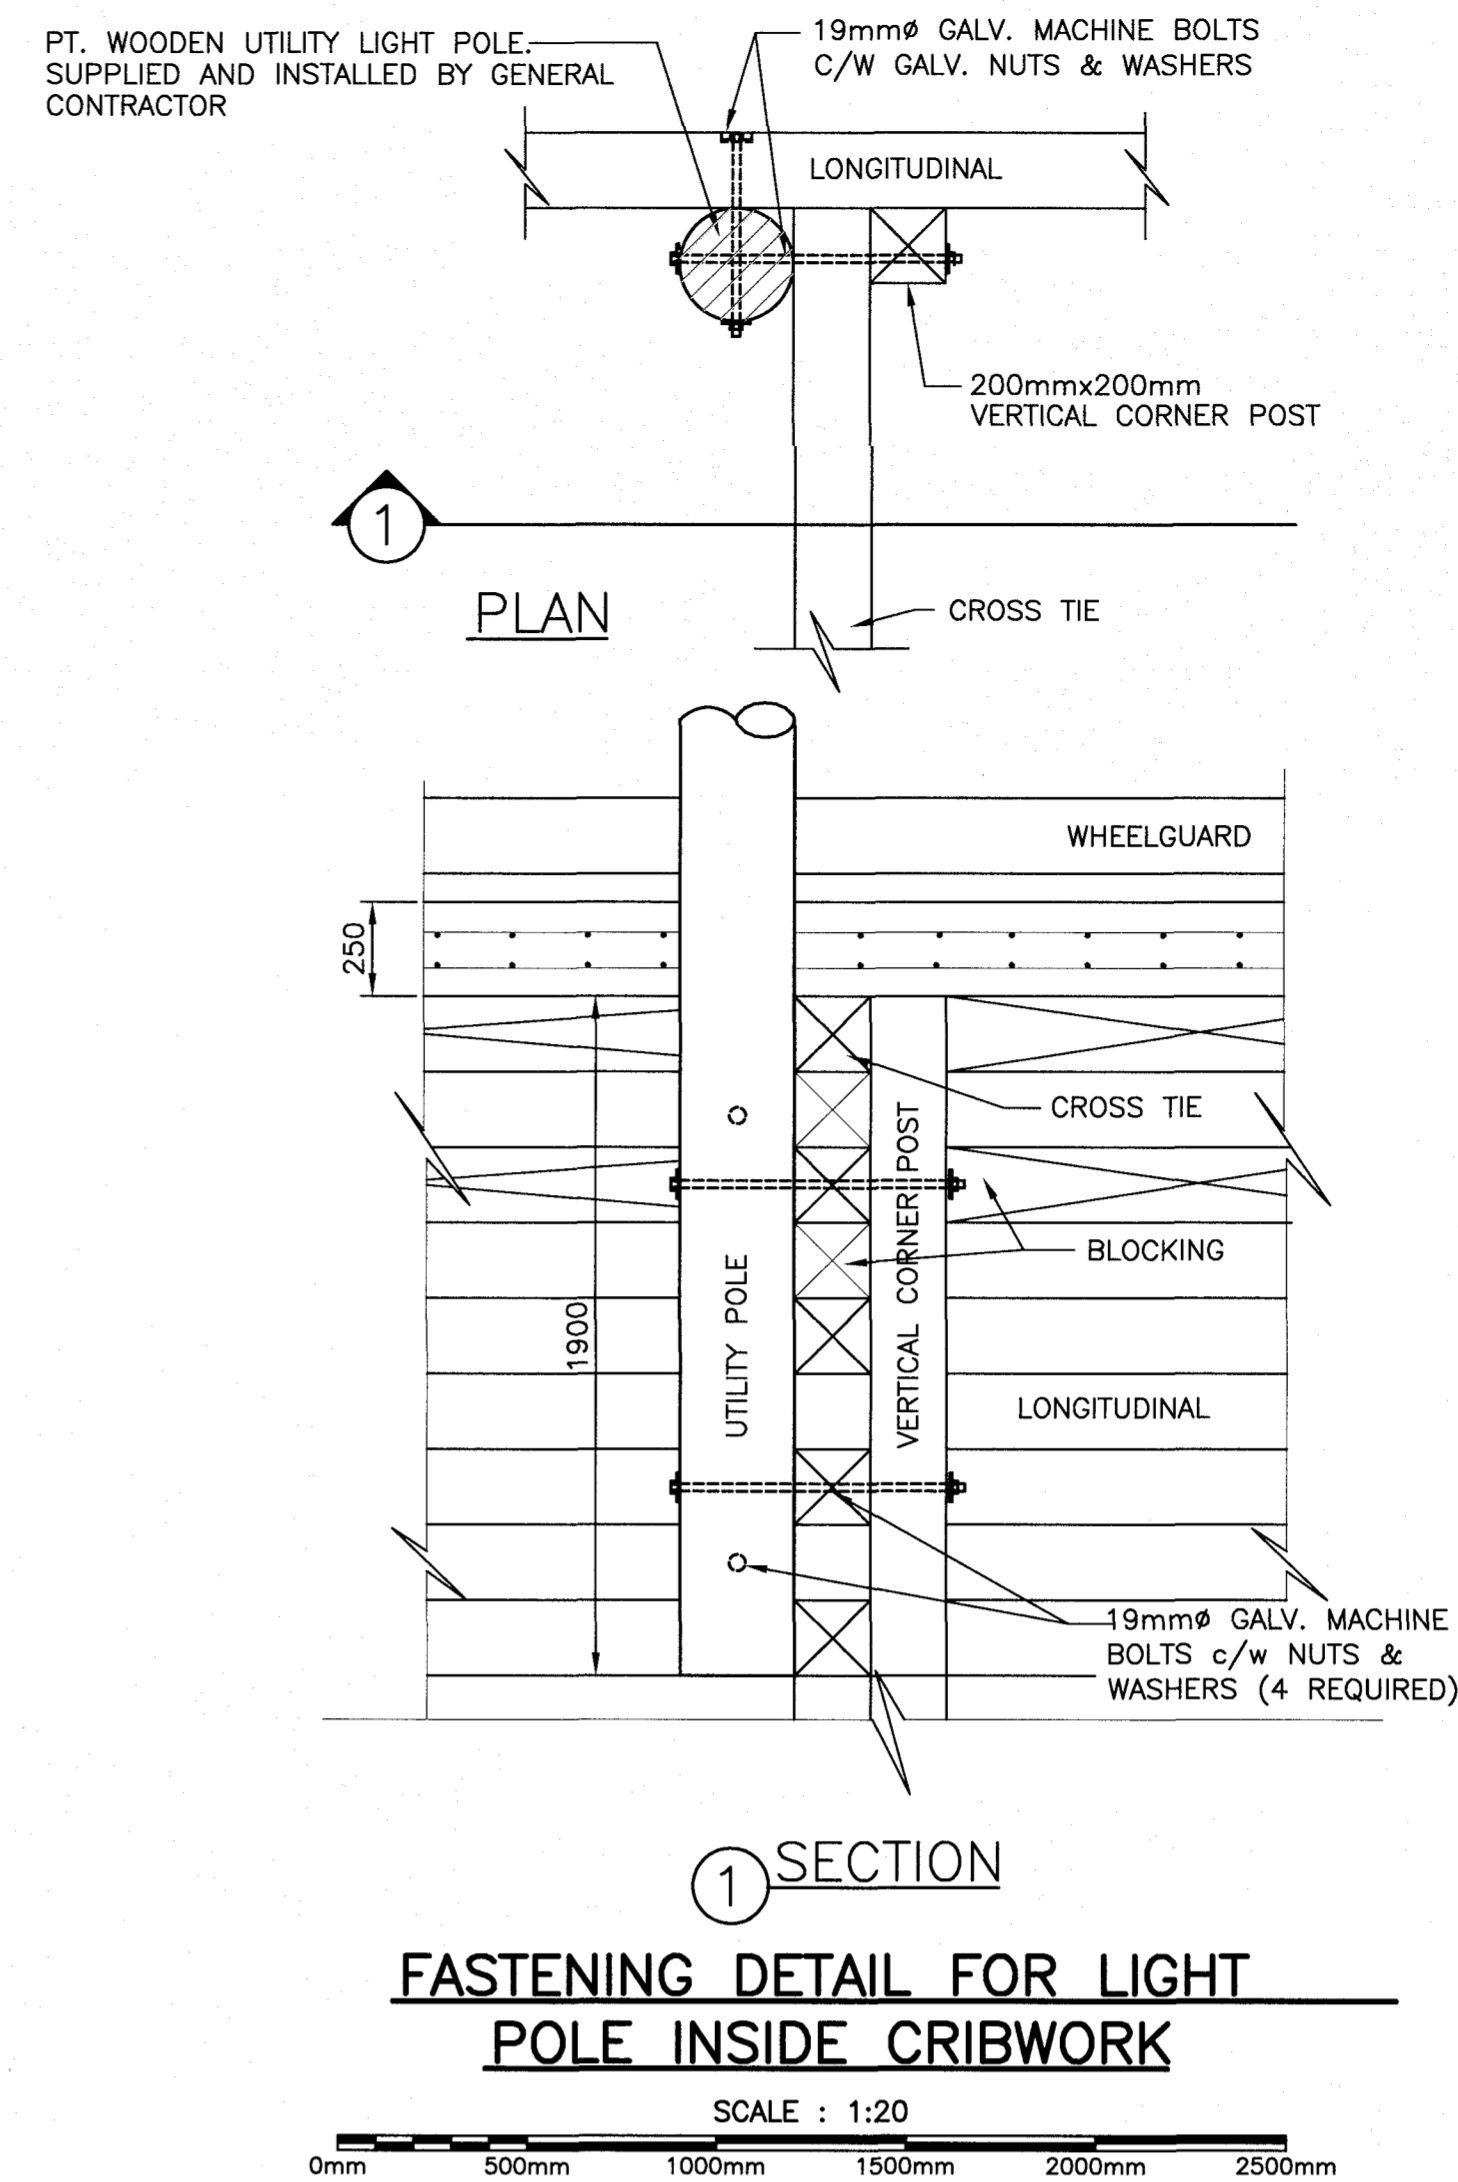 PT. WOODEN UTILITY LIGHT POLE.
SUPPLIED AND INSTALLED BY GENERAL
CONTRACTOR
19mmø GALV. MACHINE BOLTS
C/W GALV. NUTS & WASHERS
LONGITUDINAL
200mmx200mm
VERTICAL CORNER POST
1
PLAN
CROSS TIE
WHEELGUARD
250
CROSS TIE
BLOCKING
1900
UTILITY POLE
VERTICAL CORNER POST
LONGITUDINAL
19mmø GALV. MACHINE
BOLTS c/w NUTS &
WASHERS (4 REQUIRED)
1 SECTION
FASTENING DETAIL FOR LIGHT
POLE INSIDE CRIBWORK
SCALE : 1:20
0mm 500mm 1000mm 1500mm 2000mm 2500mm